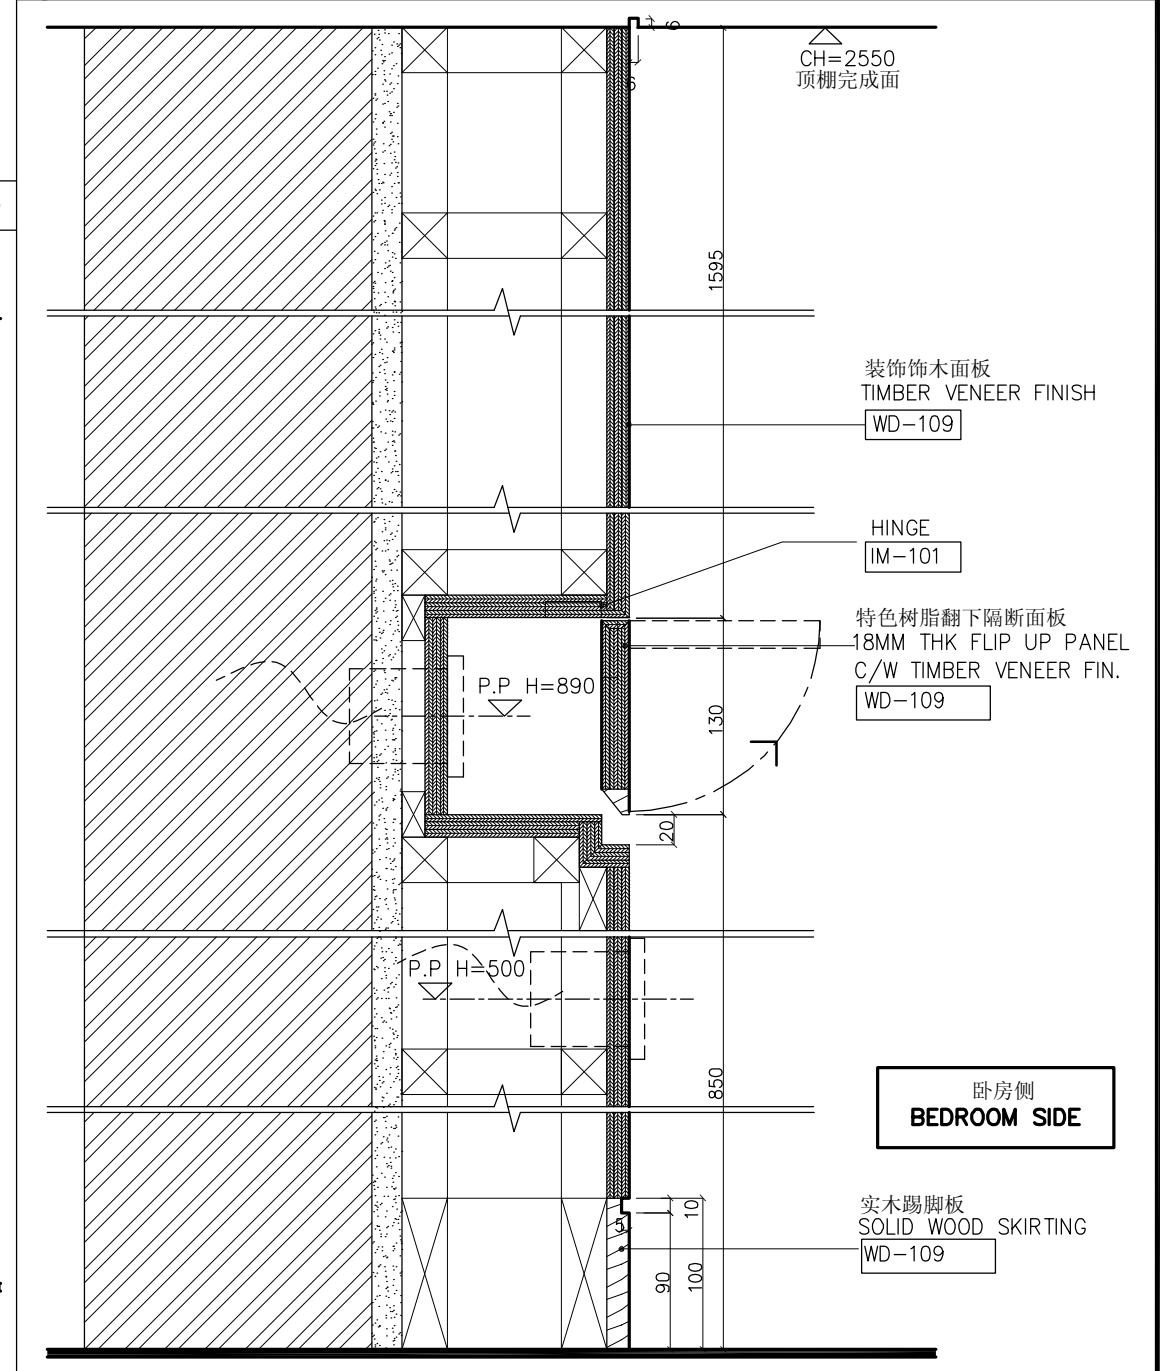 6
CH=2550
顶棚完成面
6
1595
装饰饰木面板
TIMBER VENEER FINISH
WD-109
HINGE
IM-101
特色树脂翻下隔断面板
18MM THK FLIP UP PANEL
C/W TIMBER VENEER FIN.
WD-109
P.P H=890
130
20
P.P H=500
850
卧房侧
BEDROOM SIDE
实木踢脚板
SOLID WOOD SKIRTING
WD-109
10
5
90
100